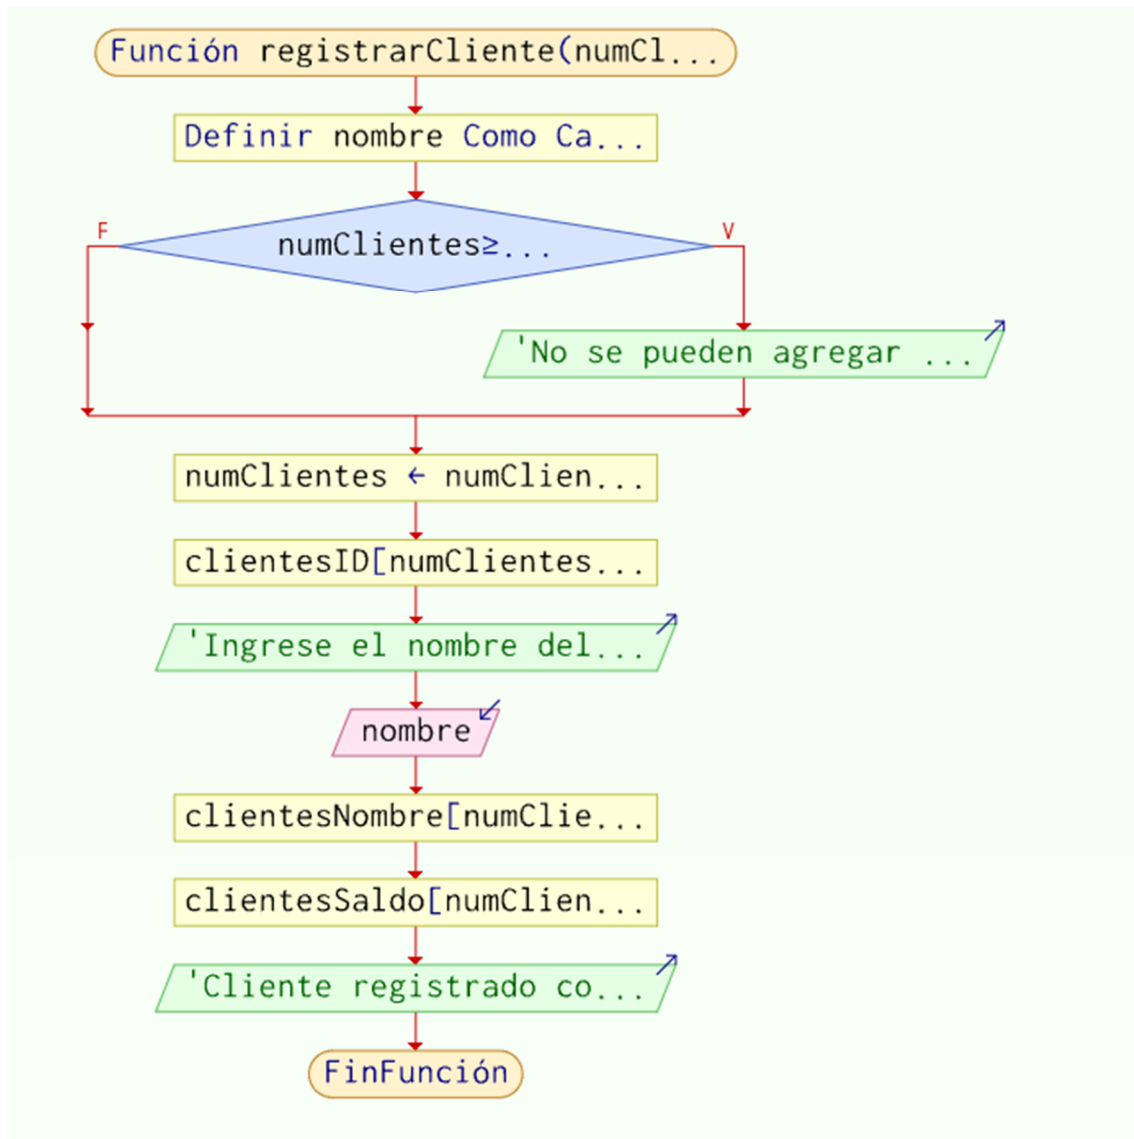 Función registrarCliente(numCl...
Definir nombre Como Ca...
F
V
numClientes≥...
'No se pueden agregar ...
numClientes ← numClien...
clientesID[numClientes...
'Ingrese el nombre del...
nombre
clientesNombre[numClie...
clientesSaldo[numClien...
'Cliente registrado co...
FinFunción